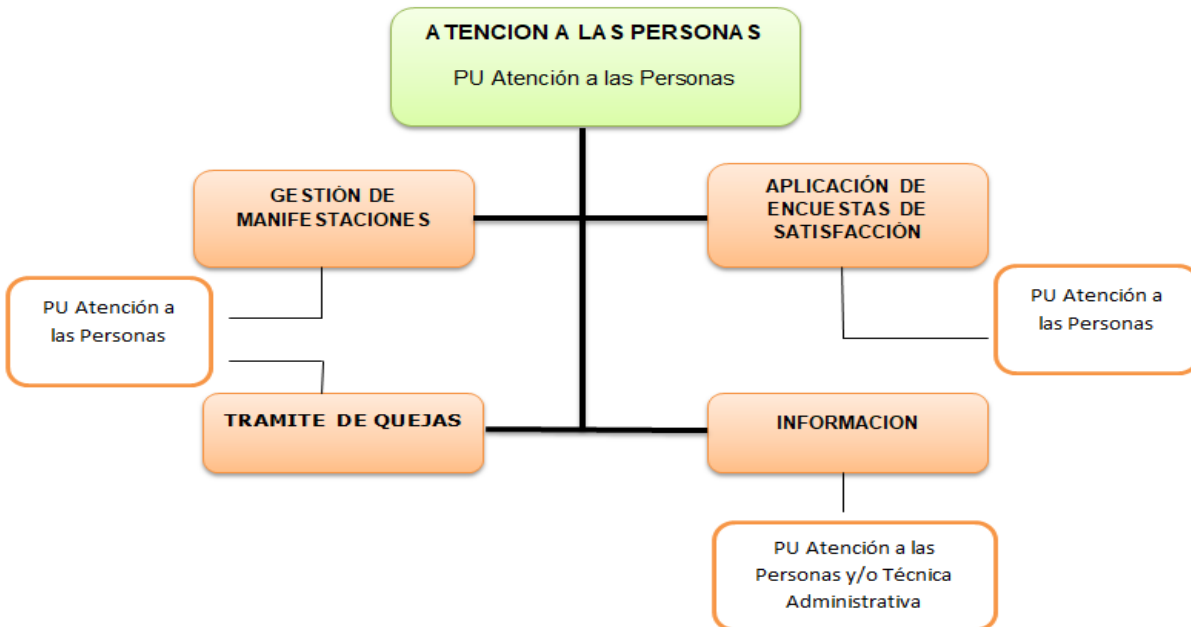 ATENCION A LAS PERSONAS
PU Atención a las Personas
GESTIÓN DE
MANIFESTACIONES
APLICACIÓN DE
ENCUESTAS DE
SATISFACCIÓN
PU Atención a
las Personas
PU Atención a
las Personas
TRAMITE DE QUEJAS
INFORMACION
PU Atención a las
Personas y/o Técnica
Administrativa